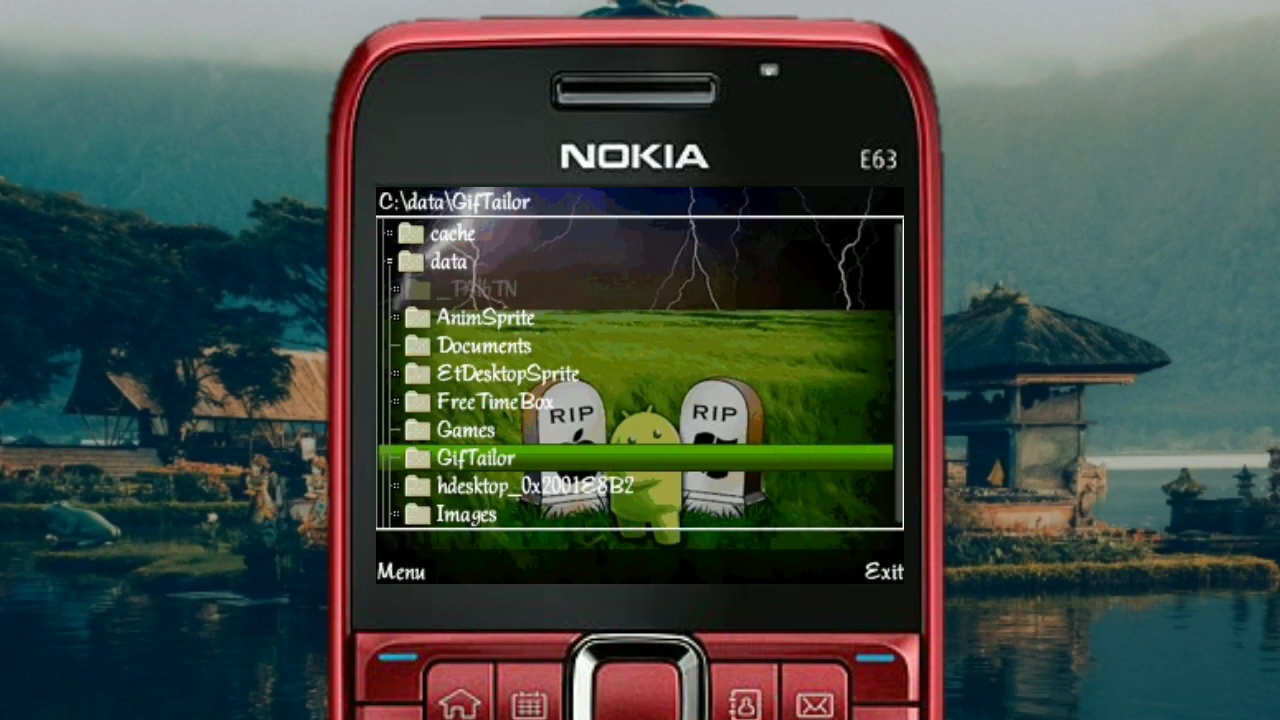 NOKIA
E63
C:\data\GifTailor
cache
data
AnimSprite
Documents
EtDesktopSprite
FreeTimeBox
Games
GifTailor
hdesktop_0x2001E8B2
Images
RIP
RIP
Menu
Exit